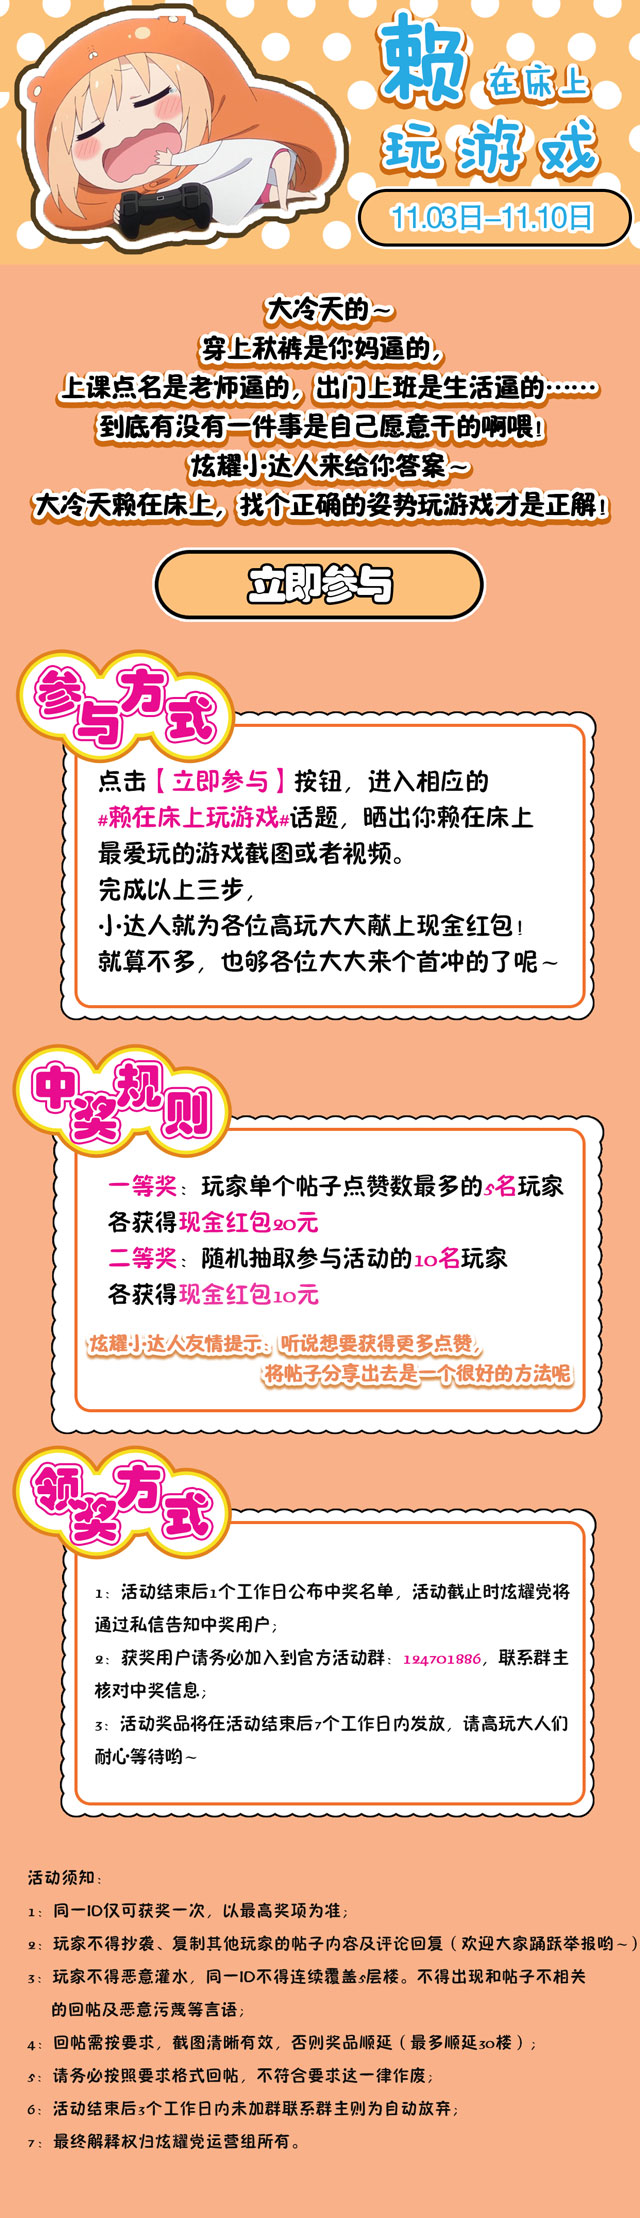 赖在床上
玩游戏
11.03日-11.10日
大冷天的~
穿上秋裤是你妈逼的,
上课点名是老师逼的，出门上班是生活逼的……
到底有没有一件事是自己愿意干的啊喂!
炫耀小达人来给你答案~
大冷天赖在床上，找个正确的姿势玩游戏才是正解!
立即参与
参与方式
点击【立即参与】按钮，进入相应的
#赖在床上玩游戏#话题，晒出你赖在床上
最爱玩的游戏截图或者视频。
完成以上三步，
小达人就为各位高玩大大献上现金红包!
就算不多，也够各位大大来个首冲的了呢~
中奖规则
一等奖：玩家单个帖子点赞数最多的5名玩家
各获得现金红包20元
二等奖：随机抽取参与活动的10名玩家
各获得现金红包10元
炫耀小达人友情提示：听说想要获得更多点赞,
将帖子分享出去是一个很好的方法呢
领奖方式
1：活动结束后1个工作日公布中奖名单，活动截止时炫耀党将
通过私信告知中奖用户;
2：获奖用户请务必加入到官方活动群：124701886，联系群主
核对中奖信息;
3：活动奖品将在活动结束后7个工作日内发放，请高玩大人们
耐心等待哟~
活动须知：
1：同一ID仅可获奖一次，以最高奖项为准;
2：玩家不得抄袭、复制其他玩家的帖子内容及评论回复（欢迎大家踊跃举报哟~）
3：玩家不得恶意灌水，同一ID不得连续覆盖5层楼。不得出现和帖子不相关
的回帖及恶意污蔑等言语;
4：回帖需按要求，截图清晰有效，否则奖品顺延（最多顺延30楼）;
5：请务必按照要求格式回帖，不符合要求这一律作废;
6：活动结束后3个工作日内未加群联系群主则为自动放弃;
7：最终解释权归炫耀党运营组所有。